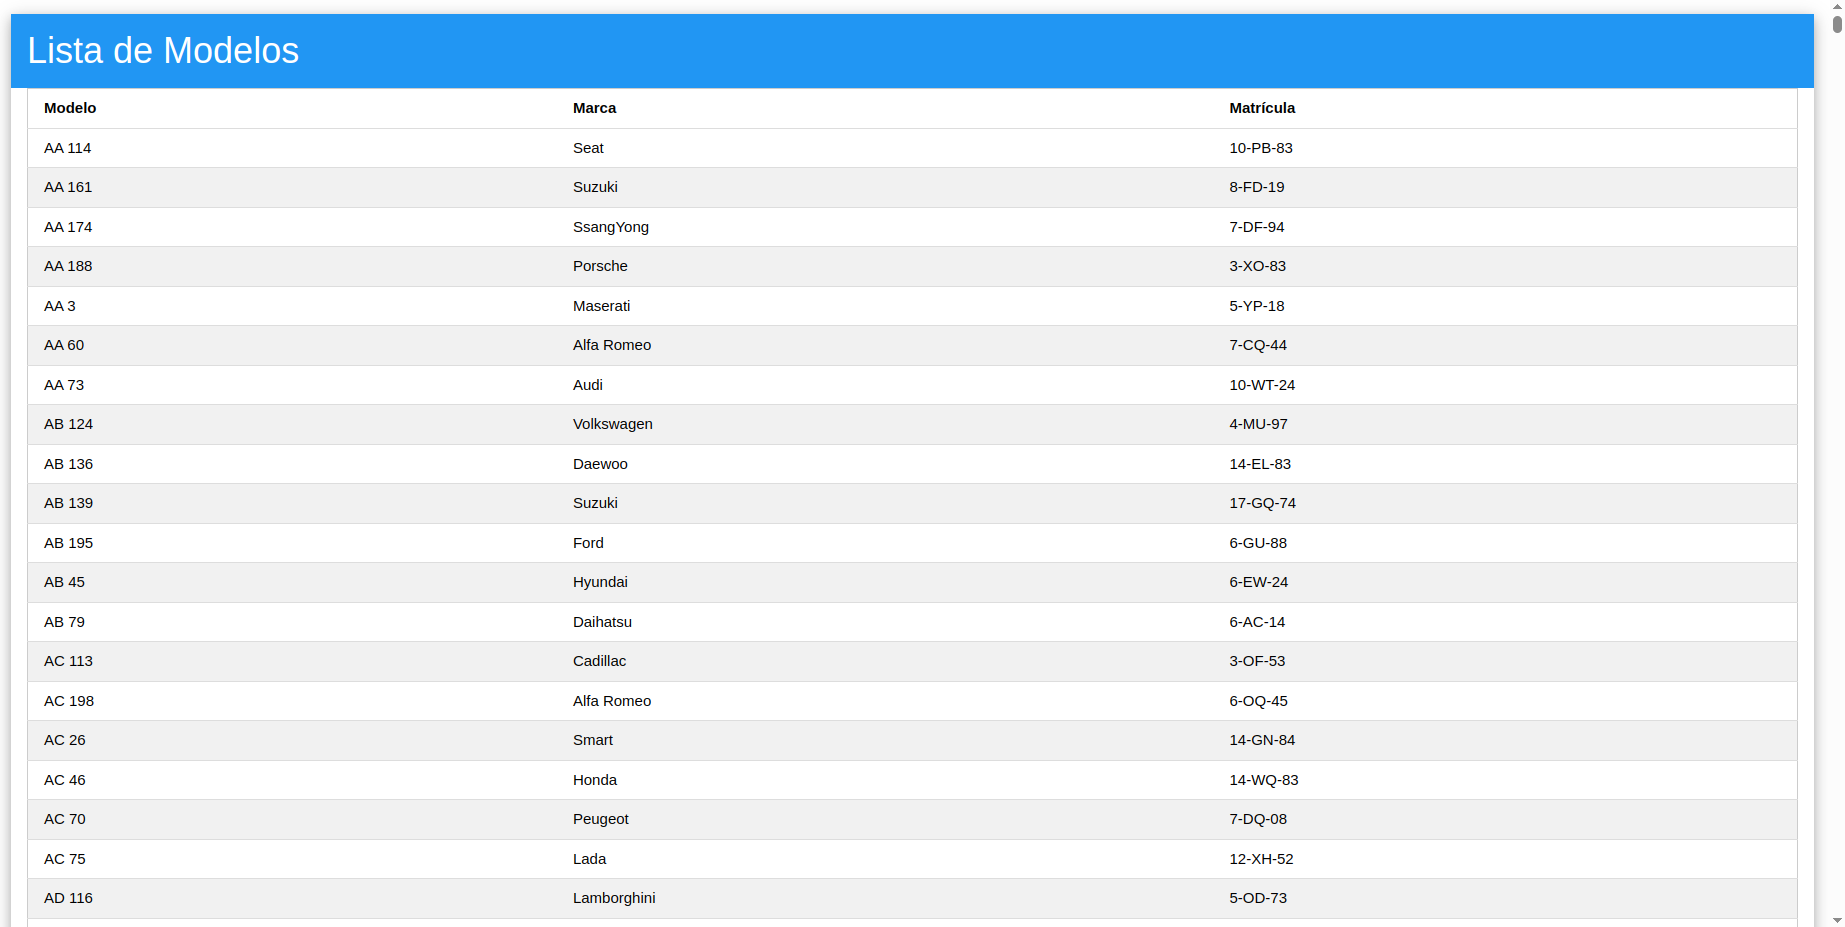 Lista de Modelos
Modelo Marca Matrícula
AA 114 Seat 10-PB-83
AA 161 Suzuki 8-FD-19
AA 174 SsangYong 7-DF-94
AA 188 Porsche 3-XO-83
AA 3 Maserati 5-YP-18
AA 60 Alfa Romeo 7-CQ-44
AA 73 Audi 10-WT-24
AB 124 Volkswagen 4-MU-97
AB 136 Daewoo 14-EL-83
AB 139 Suzuki 17-GQ-74
AB 195 Ford 6-GU-88
AB 45 Hyundai 6-EW-24
AB 79 Daihatsu 6-AC-14
AC 113 Cadillac 3-OF-53
AC 198 Alfa Romeo 6-OQ-45
AC 26 Smart 14-GN-84
AC 46 Honda 14-WQ-83
AC 70 Peugeot 7-DQ-08
AC 75 Lada 12-XH-52
AD 116 Lamborghini 5-OD-73